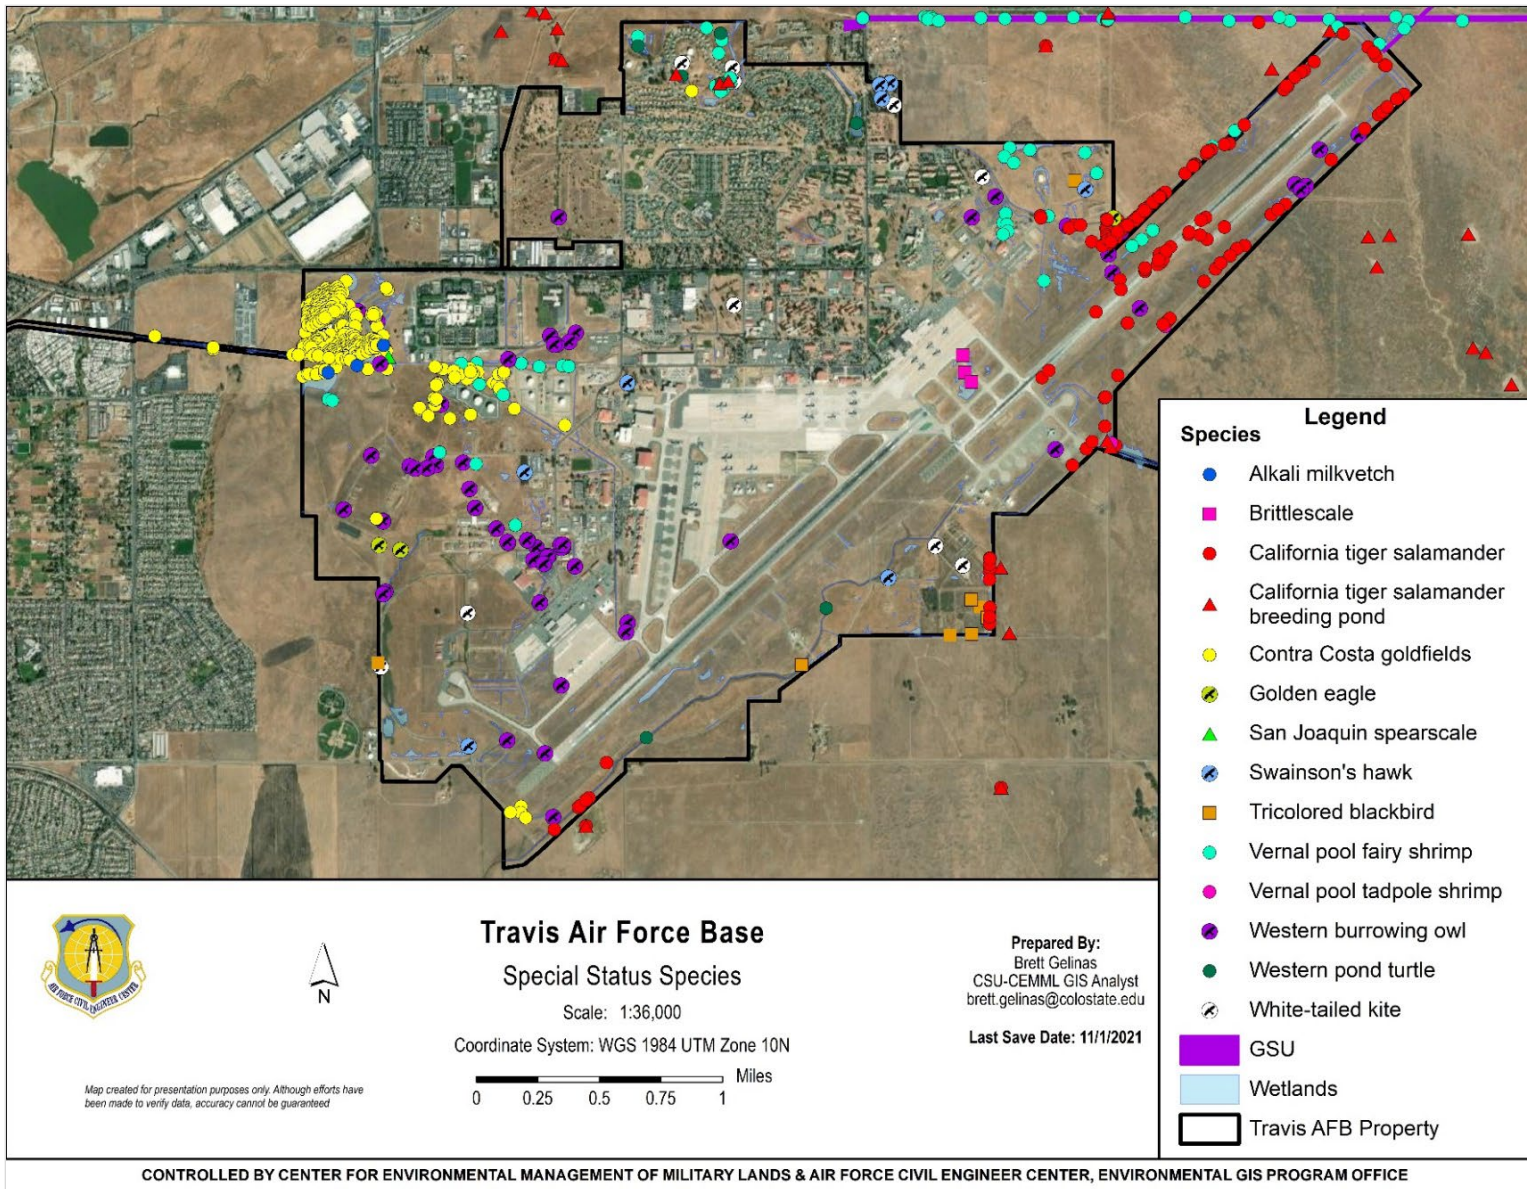 Legend
Species
Alkali milkvetch
Brittlescale
California tiger salamander
California tiger salamander
breeding pond
Contra Costa goldfields
Golden eagle
San Joaquin spearscale
Swainson's hawk
Tricolored blackbird
Vernal pool fairy shrimp
Vernal pool tadpole shrimp
Western burrowing owl
Western pond turtle
White-tailed kite
GSU
Wetlands
Travis AFB Property
AIR FORCE CIVIL ENGINEER CENTER
N
Travis Air Force Base
Special Status Species
Scale: 1:36,000
Coordinate System: WGS 1984 UTM Zone 10N
Miles
0 0.25 0.5 0.75 1
Map created for presentation purposes only. Although efforts have
been made to verify data, accuracy cannot be guaranteed
Prepared By:
Brett Gelinas
CSU-CEMML GIS Analyst
brett.gelinas@colostate.edu
Last Save Date: 11/1/2021
CONTROLLED BY CENTER FOR ENVIRONMENTAL MANAGEMENT OF MILITARY LANDS & AIR FORCE CIVIL ENGINEER CENTER, ENVIRONMENTAL GIS PROGRAM OFFICE